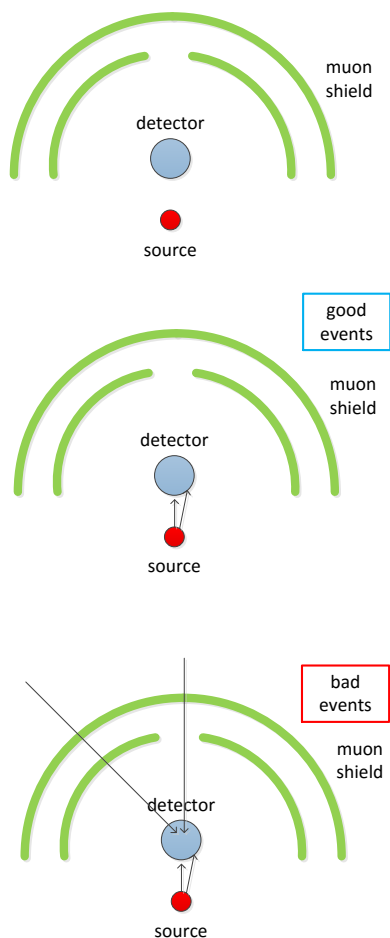 muon
shield
detector
source
good
events
muon
shield
detector
source
bad
events
muon
shield
detector
source